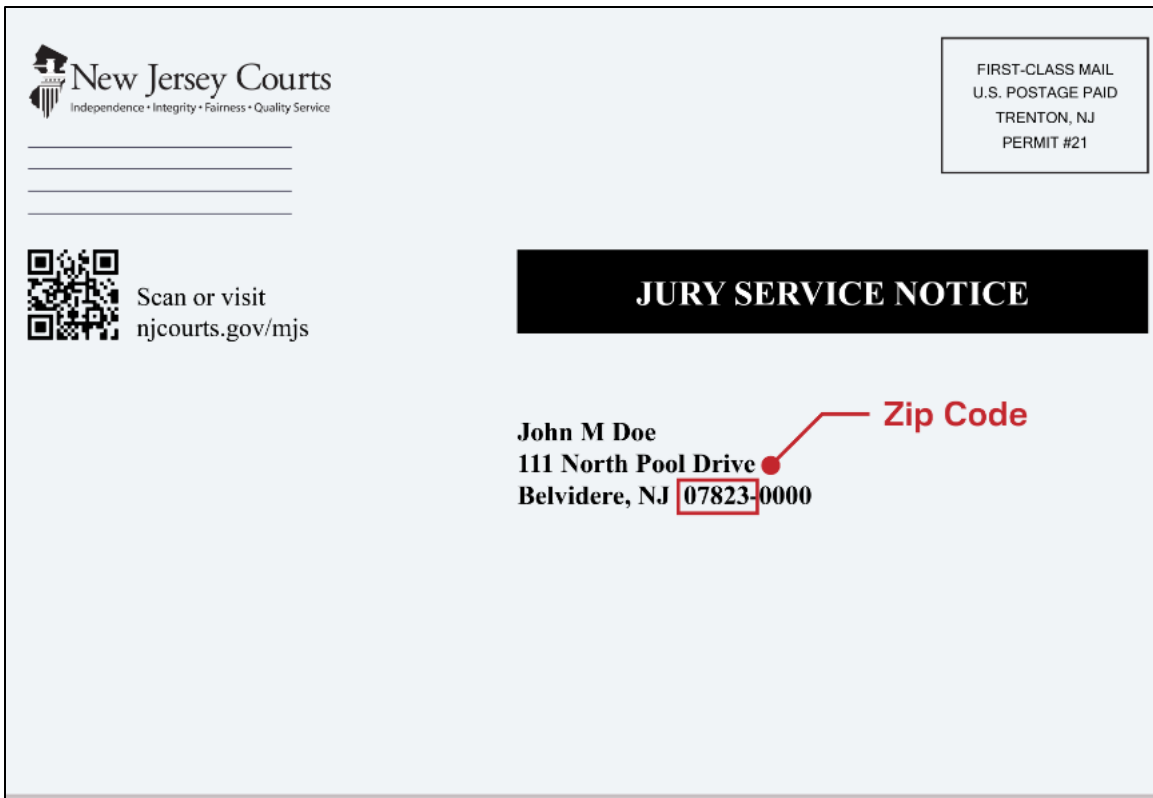 New Jersey Courts
Independence • Integrity • Fairness • Quality Service
FIRST-CLASS MAIL
U.S. POSTAGE PAID
TRENTON, NJ
PERMIT #21
Scan or visit
njcourts.gov/mjs
JURY SERVICE NOTICE
Zip Code
John M Doe
111 North Pool Drive
Belvidere, NJ 07823-0000